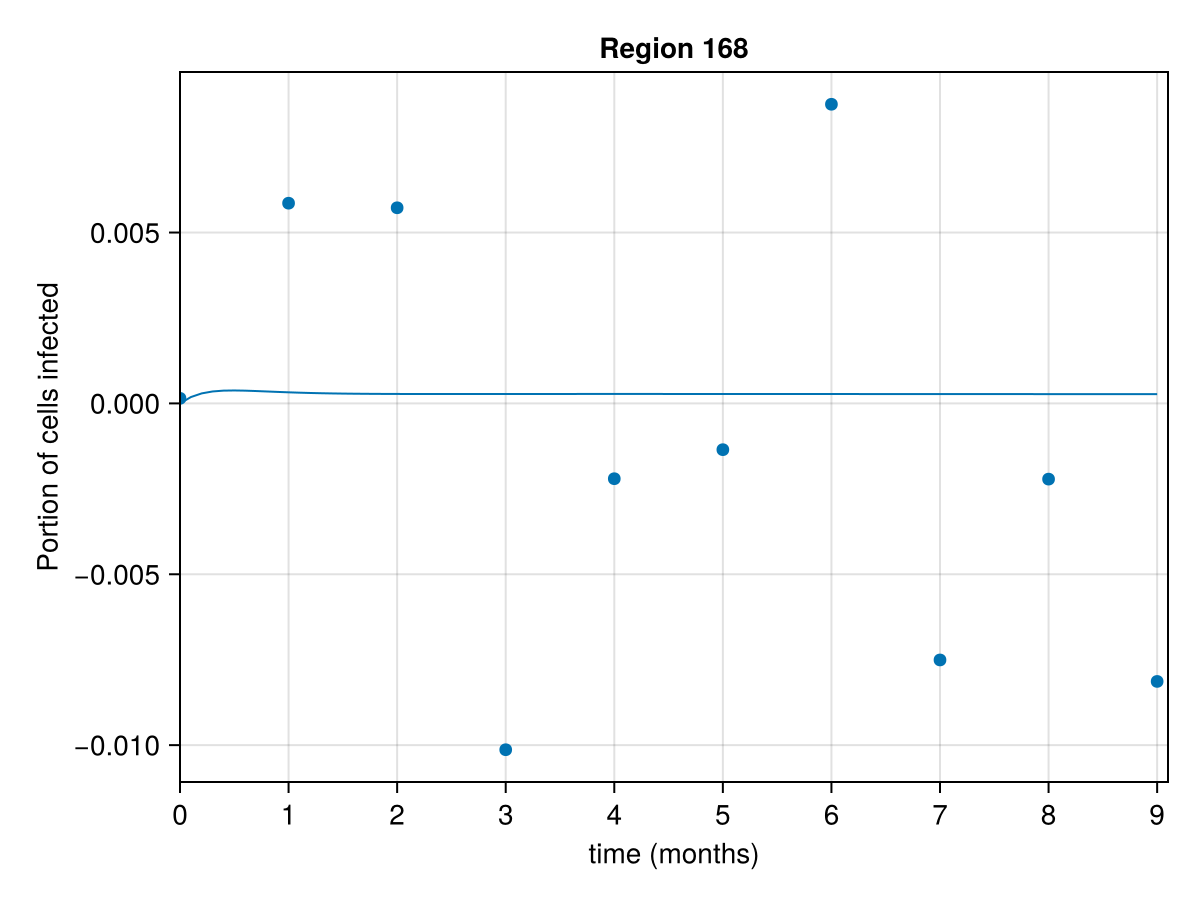 Region 168
Portion of cells infected
0.005
0.000
−0.005
−0.010
0 1 2 3 4 5 6 7 8 9
time (months)